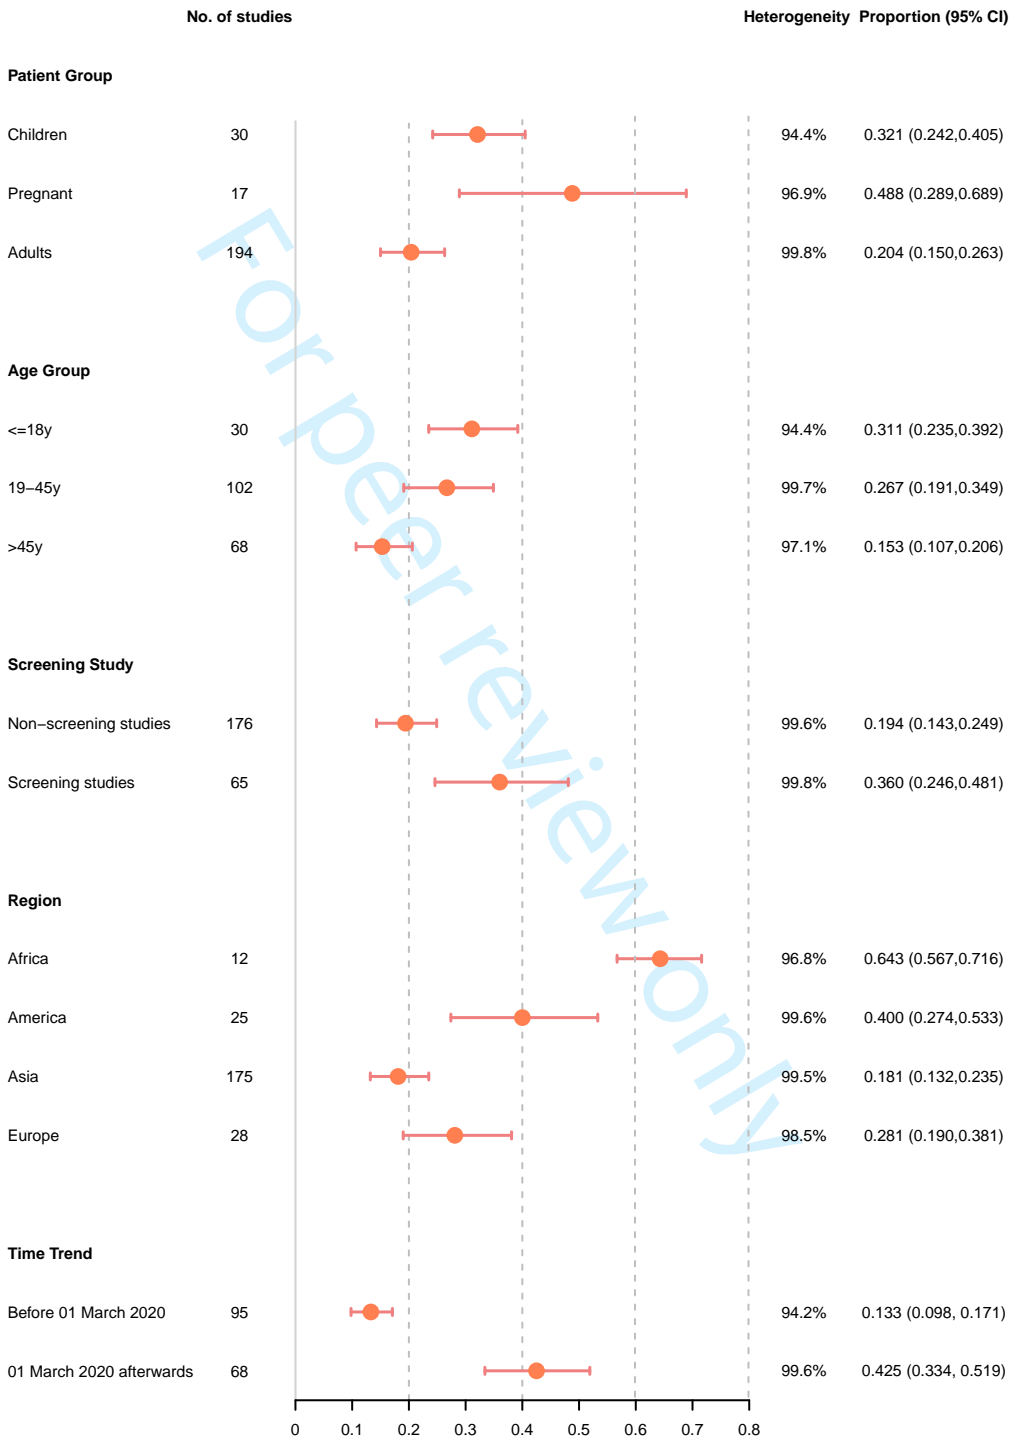 No. of studies Heterogeneity Proportion (95% CI)
Patient Group
Children 30 94.4% 0.321 (0.242,0.405)
Pregnant 17 96.9% 0.488 (0.289,0.689)
Adults 194 99.8% 0.204 (0.150,0.263)
Age Group
<=18y 30 94.4% 0.311 (0.235,0.392)
19−45y 102 99.7% 0.267 (0.191,0.349)
>45y 68 97.1% 0.153 (0.107,0.206)
Screening Study
Non−screening studies 176 99.6% 0.194 (0.143,0.249)
Screening studies 65 99.8% 0.360 (0.246,0.481)
Region
Africa 12 96.8% 0.643 (0.567,0.716)
America 25 99.6% 0.400 (0.274,0.533)
Asia 175 99.5% 0.181 (0.132,0.235)
Europe 28 98.5% 0.281 (0.190,0.381)
Time Trend
Before 01 March 2020 95 94.2% 0.133 (0.098, 0.171)
01 March 2020 afterwards 68 99.6% 0.425 (0.334, 0.519)
0 0.1 0.2 0.3 0.4 0.5 0.6 0.7 0.8
For peer review only